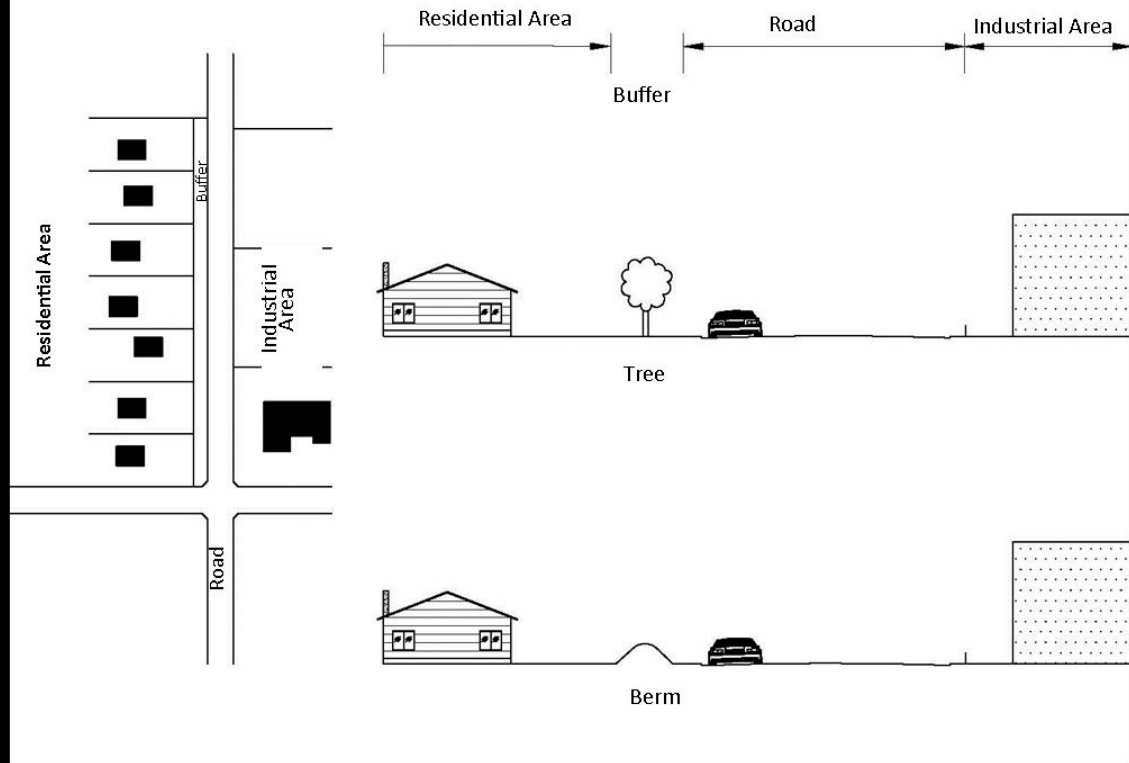 Residential Area
Road
Industrial Area
Buffer
Buffer
Residential Area
Industrial
Area
Tree
Road
Berm